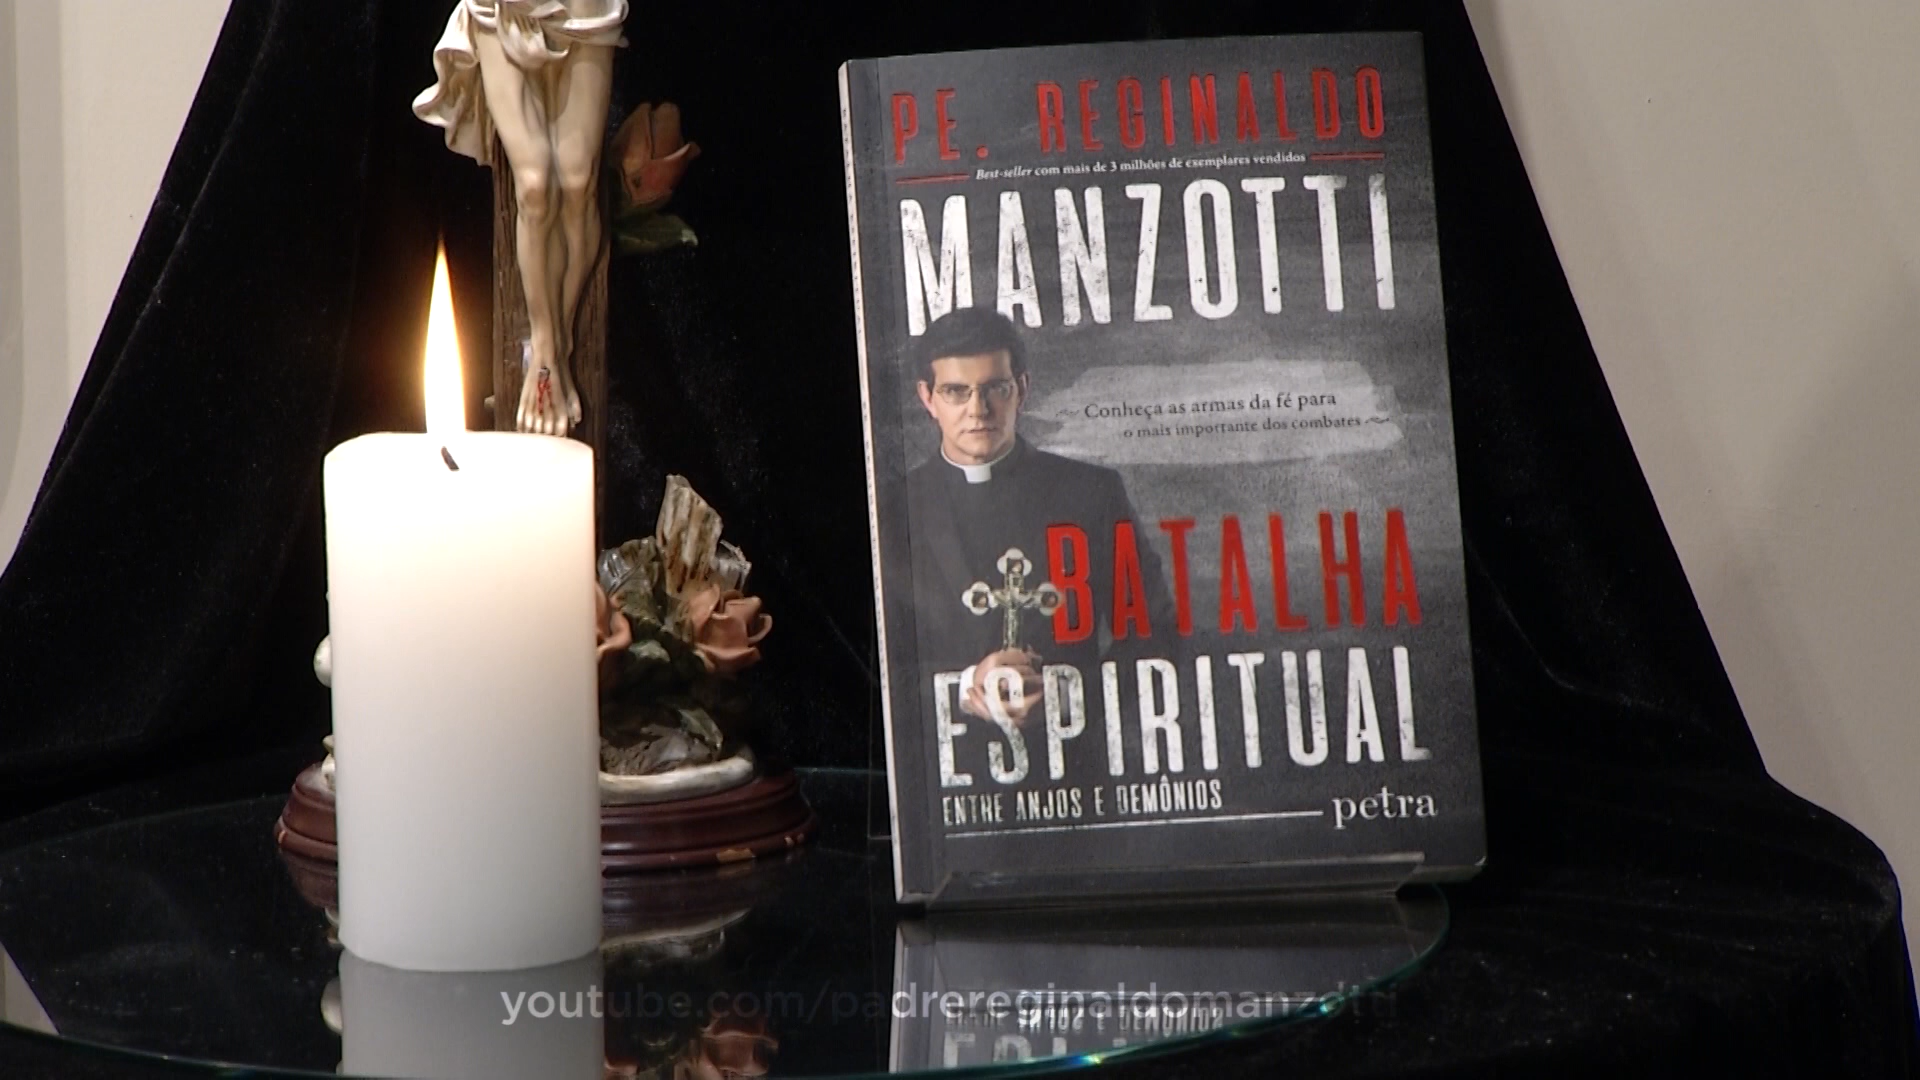 PE. REGINALDO
Best-seller com mais de 3 milhões de exemplares vendidos
MANZOTTI
Conheça as armas da fé para
o mais importante dos combates
BATALHA
ESPIRITUAL
ENTRE ANJOS E DEMÔNIOS
petra
youtube.com/padrereginaldomanzotti